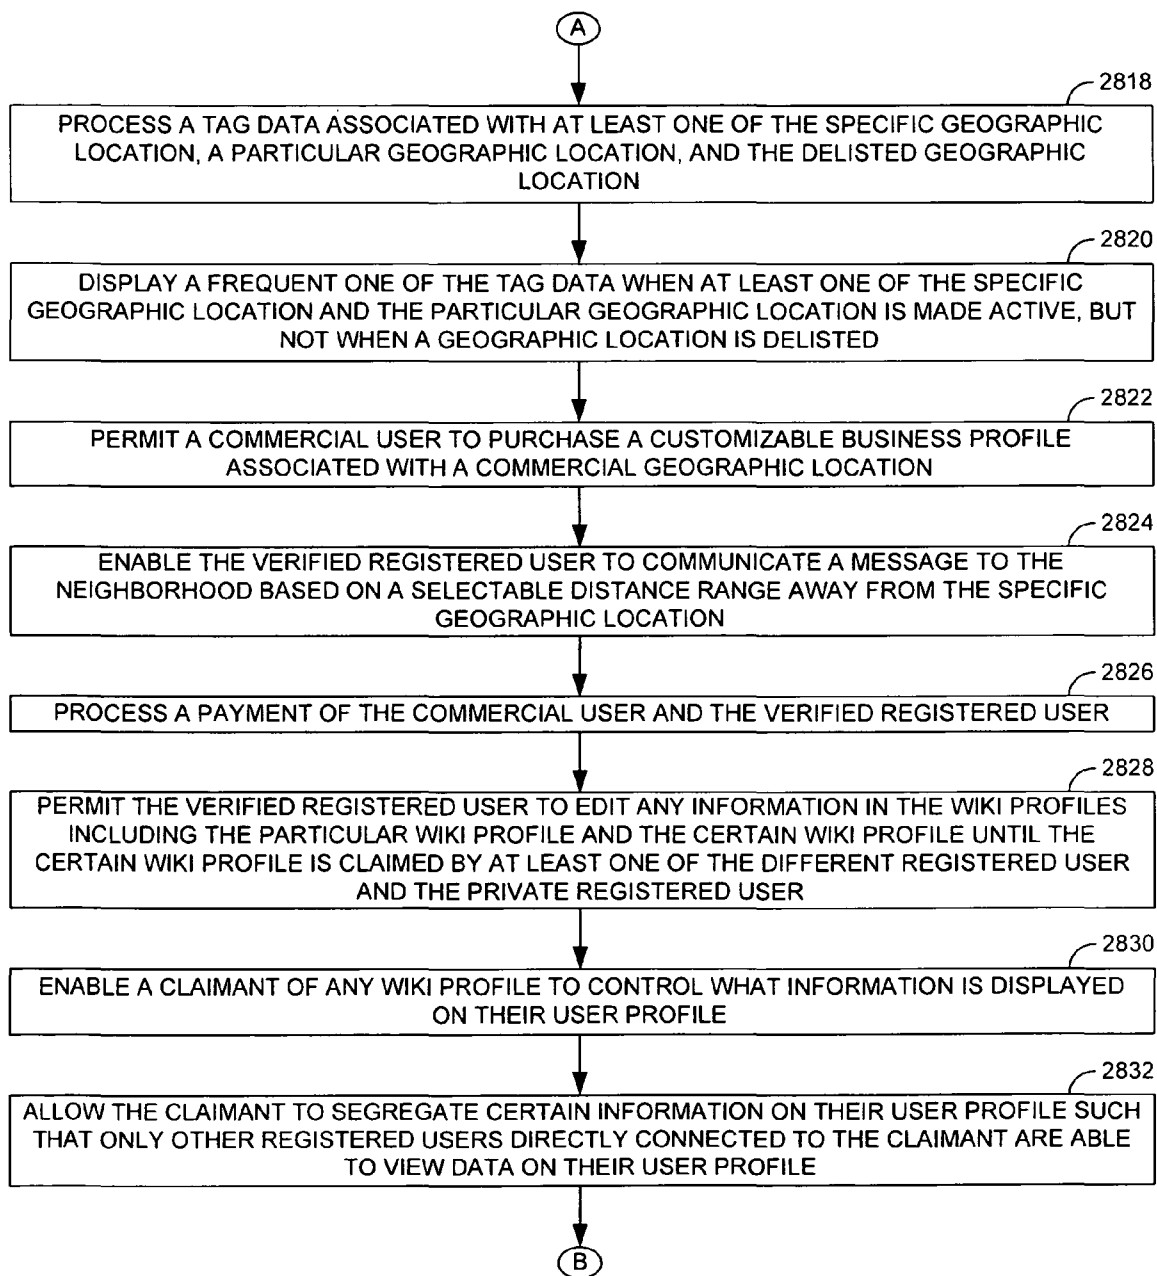 A
2818
PROCESS A TAG DATA ASSOCIATED WITH AT LEAST ONE OF THE SPECIFIC GEOGRAPHIC
LOCATION, A PARTICULAR GEOGRAPHIC LOCATION, AND THE DELISTED GEOGRAPHIC
LOCATION
2820
DISPLAY A FREQUENT ONE OF THE TAG DATA WHEN AT LEAST ONE OF THE SPECIFIC
GEOGRAPHIC LOCATION AND THE PARTICULAR GEOGRAPHIC LOCATION IS MADE ACTIVE, BUT
NOT WHEN A GEOGRAPHIC LOCATION IS DELISTED
2822
PERMIT A COMMERCIAL USER TO PURCHASE A CUSTOMIZABLE BUSINESS PROFILE
ASSOCIATED WITH A COMMERCIAL GEOGRAPHIC LOCATION
2824
ENABLE THE VERIFIED REGISTERED USER TO COMMUNICATE A MESSAGE TO THE
NEIGHBORHOOD BASED ON A SELECTABLE DISTANCE RANGE AWAY FROM THE SPECIFIC
GEOGRAPHIC LOCATION
2826
PROCESS A PAYMENT OF THE COMMERCIAL USER AND THE VERIFIED REGISTERED USER
2828
PERMIT THE VERIFIED REGISTERED USER TO EDIT ANY INFORMATION IN THE WIKI PROFILES
INCLUDING THE PARTICULAR WIKI PROFILE AND THE CERTAIN WIKI PROFILE UNTIL THE
CERTAIN WIKI PROFILE IS CLAIMED BY AT LEAST ONE OF THE DIFFERENT REGISTERED USER
AND THE PRIVATE REGISTERED USER
2830
ENABLE A CLAIMANT OF ANY WIKI PROFILE TO CONTROL WHAT INFORMATION IS DISPLAYED
ON THEIR USER PROFILE
2832
ALLOW THE CLAIMANT TO SEGREGATE CERTAIN INFORMATION ON THEIR USER PROFILE SUCH
THAT ONLY OTHER REGISTERED USERS DIRECTLY CONNECTED TO THE CLAIMANT ARE ABLE
TO VIEW DATA ON THEIR USER PROFILE
B